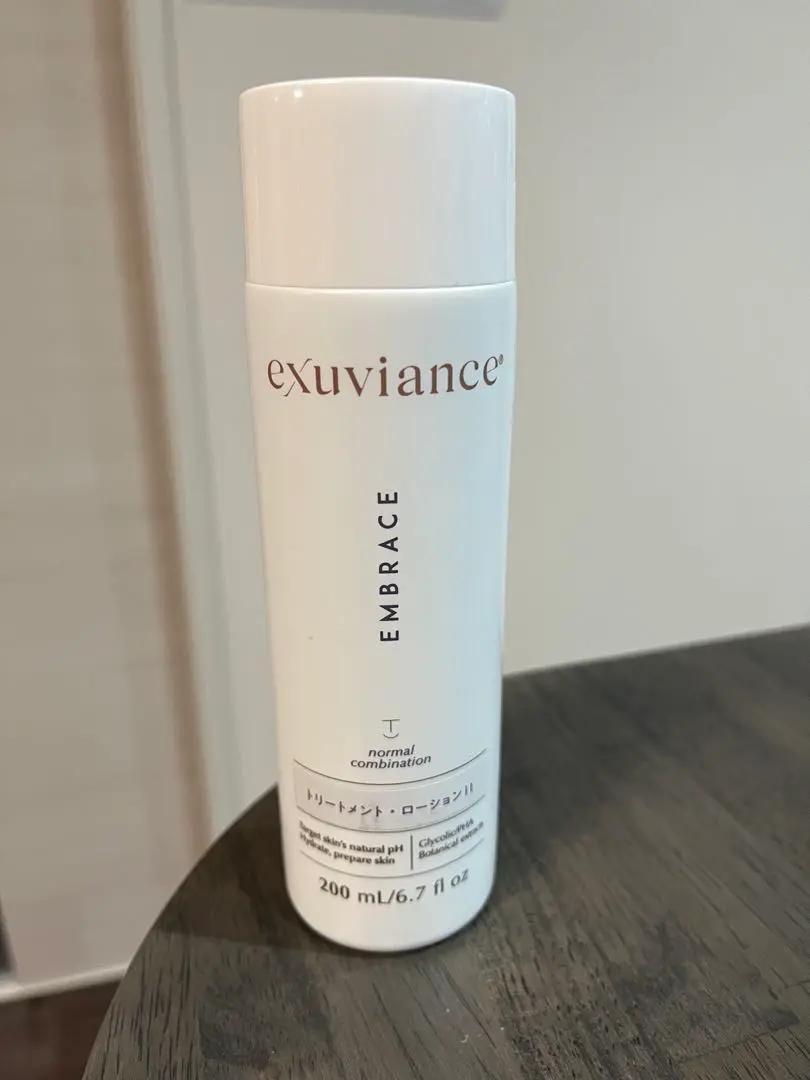 exuviance®
EMBRACE
normal
combination
トリートメント・ローションII
Target skin's natural pH
Hydrate, prepare skin
Glycolic/PHA
Botanical extracts
200 mL/6.7 fl oz